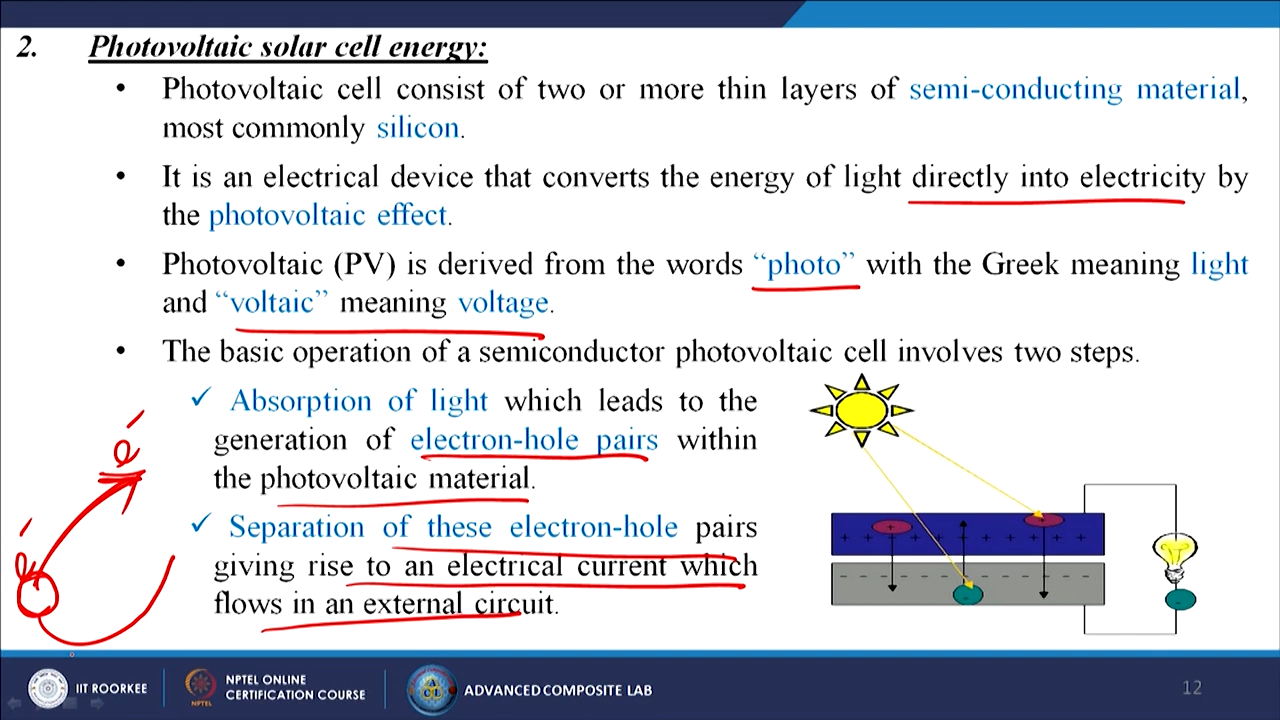 2. Photovoltaic solar cell energy:
• Photovoltaic cell consist of two or more thin layers of semi-conducting material,
most commonly silicon.
• It is an electrical device that converts the energy of light directly into electricity by
the photovoltaic effect.
• Photovoltaic (PV) is derived from the words “photo” with the Greek meaning light
and “voltaic” meaning voltage.
• The basic operation of a semiconductor photovoltaic cell involves two steps.
✓ Absorption of light which leads to the
generation of electron-hole pairs within
the photovoltaic material.
✓ Separation of these electron-hole pairs
giving rise to an electrical current which
flows in an external circuit.
e-
e-
IIT ROORKEE
NPTEL ONLINE
CERTIFICATION COURSE
NPTEL
ADVANCED COMPOSITE LAB
12